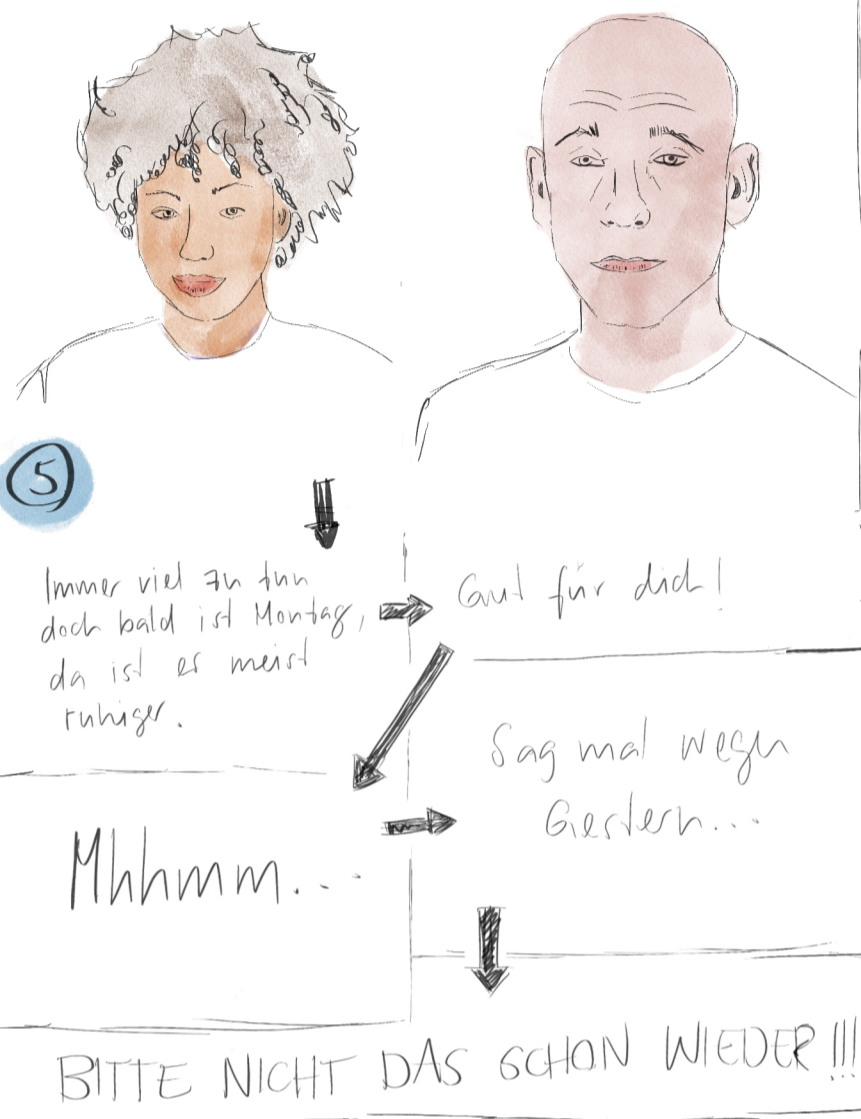 5
Immer viel zu tun
doch bald ist Montag,
da ist es meist
ruhiger.
Gut für dich!
Mhhmm...
Sag mal wegen
Gestern...
BITTE NICHT DAS SCHON WIEDER!!!